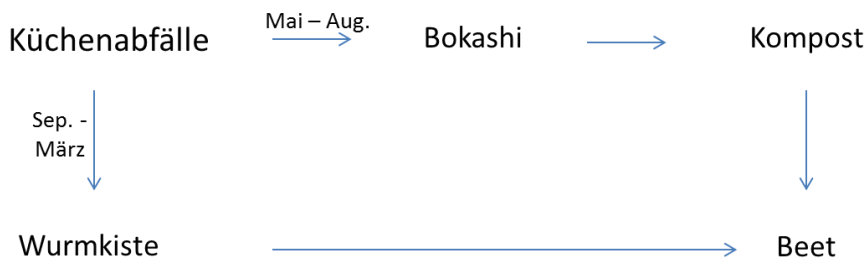 Küchenabfälle
Mai – Aug.
Bokashi
Kompost
Sep. -
März
Wurmkiste
Beet